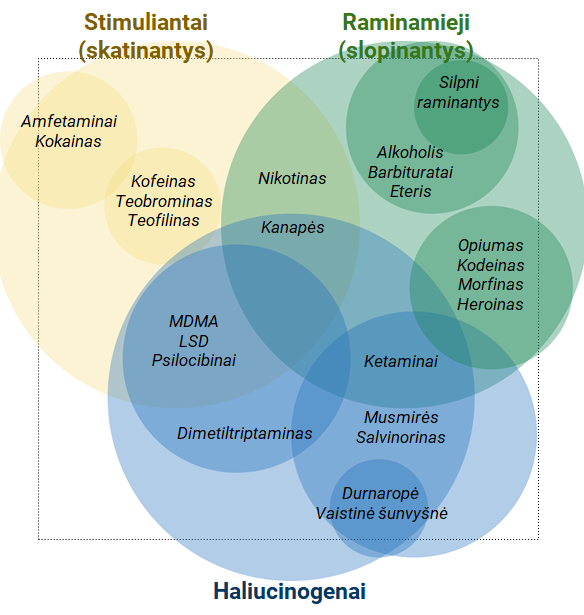 Stimuliantai
(skatinantys)
Raminamieji
(slopinantys)
Silpni
raminantys
Amfetaminai
Kokainas
Alkoholis
Barbituratai
Eteris
Kofeinas
Teobrominas
Teofilinas
Nikotinas
Kanapės
Opiumas
Kodeinas
Morfinas
Heroinas
MDMA
LSD
Psilocibinai
Ketaminai
Dimetiltriptaminas
Musmirės
Salvinorinas
Durnaropė
Vaistinė šunvyšnė
Haliucinogenai